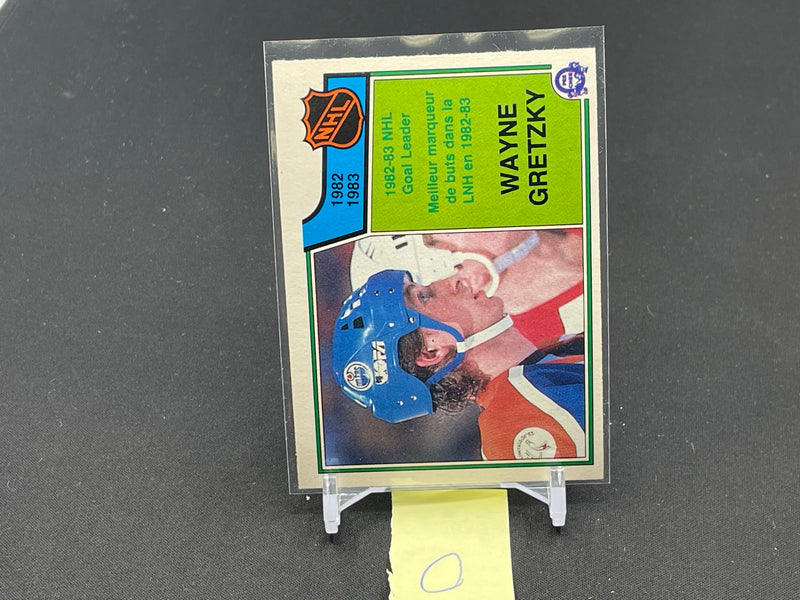 NHL
1982
1983
1982-83 NHL
Goal Leader
Meilleur marqueur
de buts dans la
LNH en 1982-83
WAYNE
GRETZKY
JOFA
O